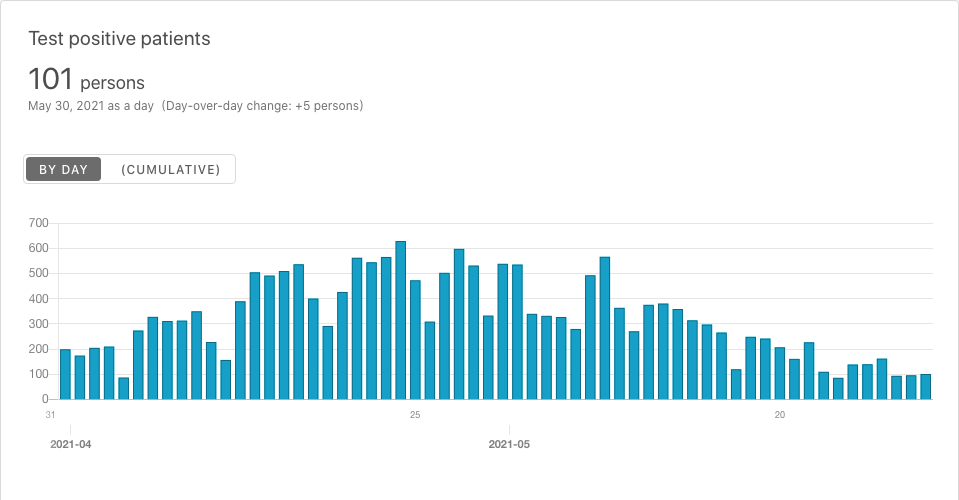 Test positive patients
101 persons
May 30, 2021 as a day (Day-over-day change: +5 persons)
BY DAY (CUMULATIVE)
700
600
500
400
300
200
100
0
31 25 20
2021-04 2021-05